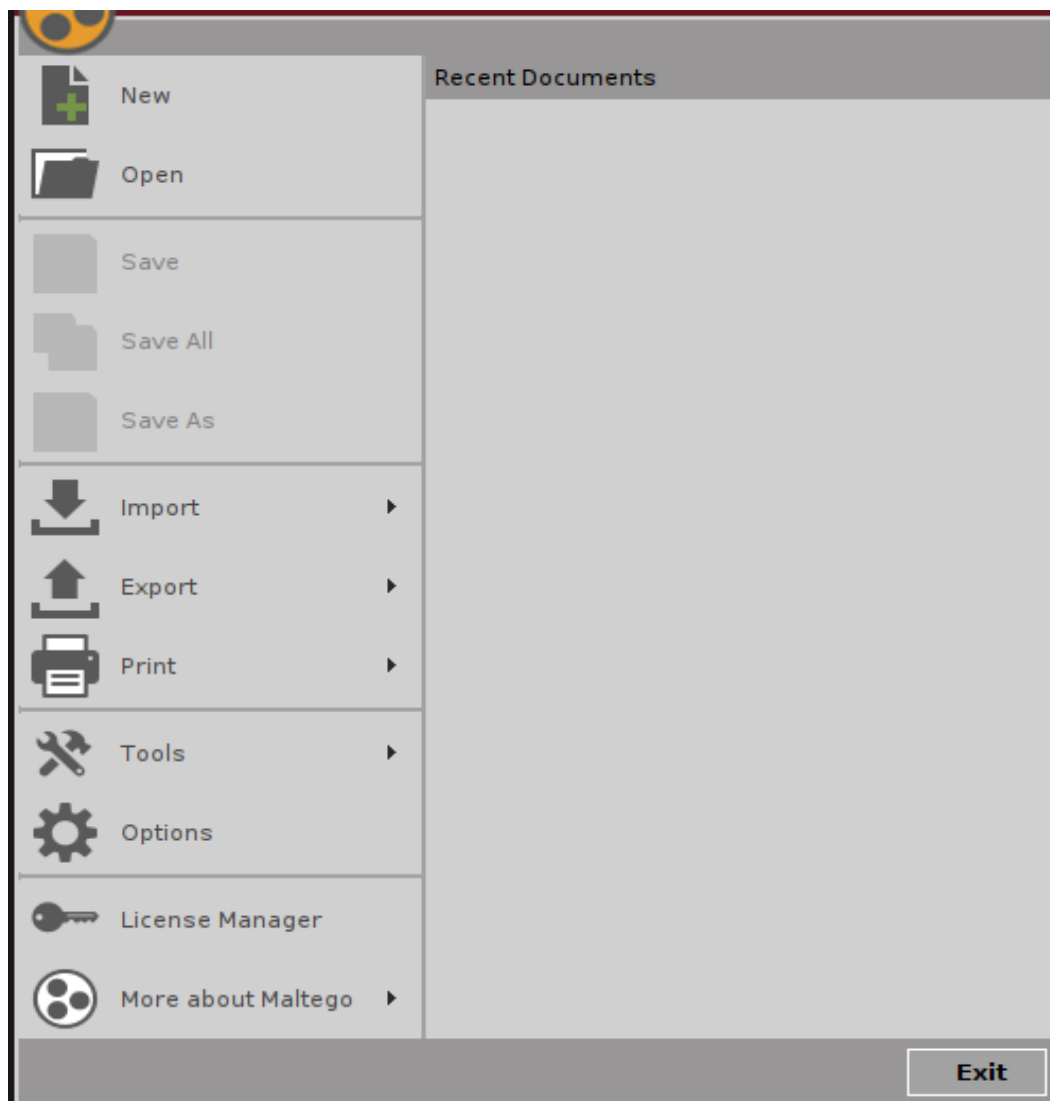 New
Open
Save
Save All
Save As
Import
Export
Print
Tools
Options
License Manager
More about Maltego
Recent Documents
Exit